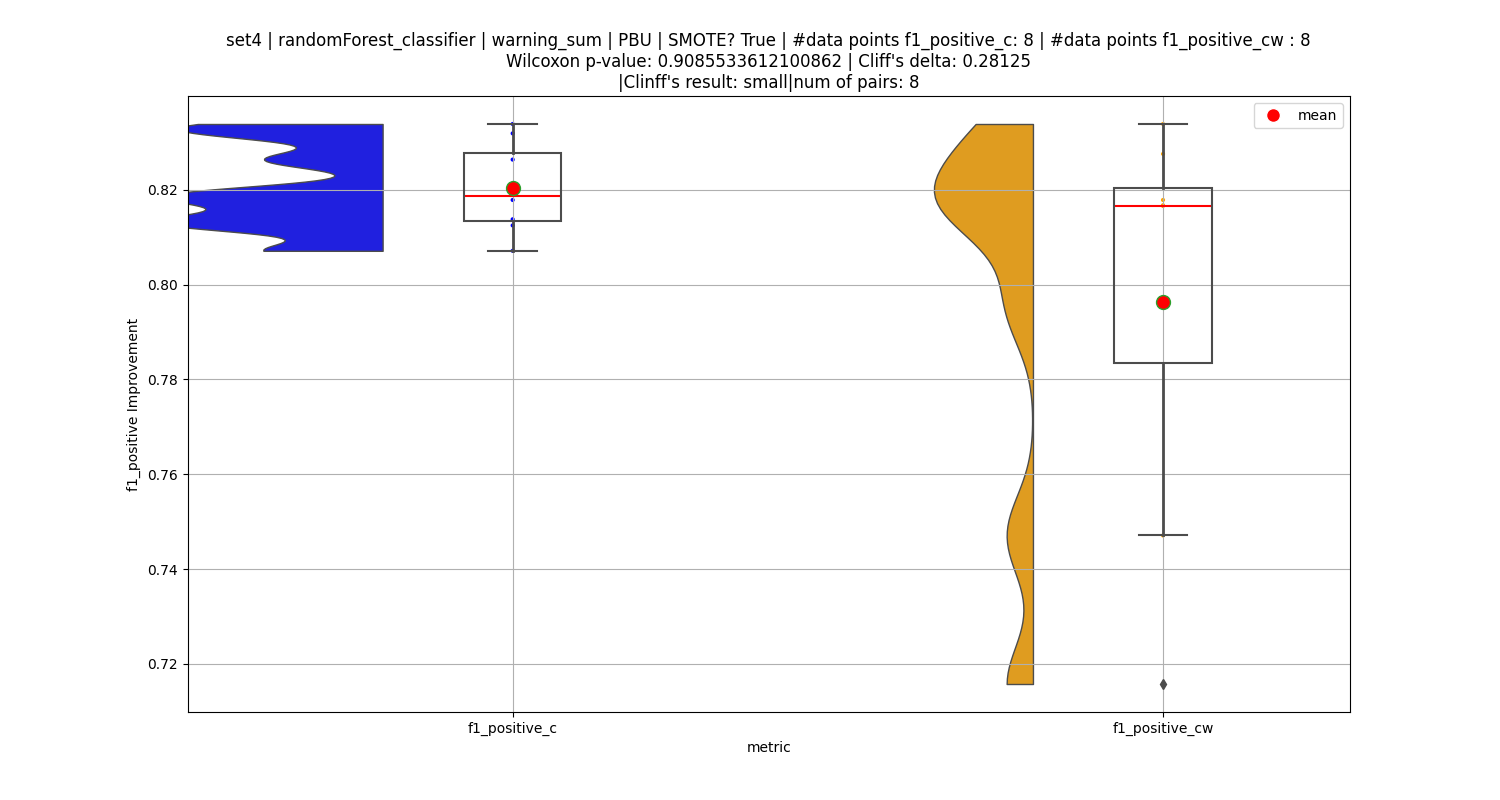 set4 | randomForest_classifier | warning_sum | PBU | SMOTE? True | #data points f1_positive_c: 8 | #data points f1_positive_cw : 8
Wilcoxon p-value: 0.9085533612100862 | Cliff's delta: 0.28125
|Clinff's result: small|num of pairs: 8
mean
f1_positive Improvement
0.82
0.80
0.78
0.76
0.74
0.72
f1_positive_c
f1_positive_cw
metric